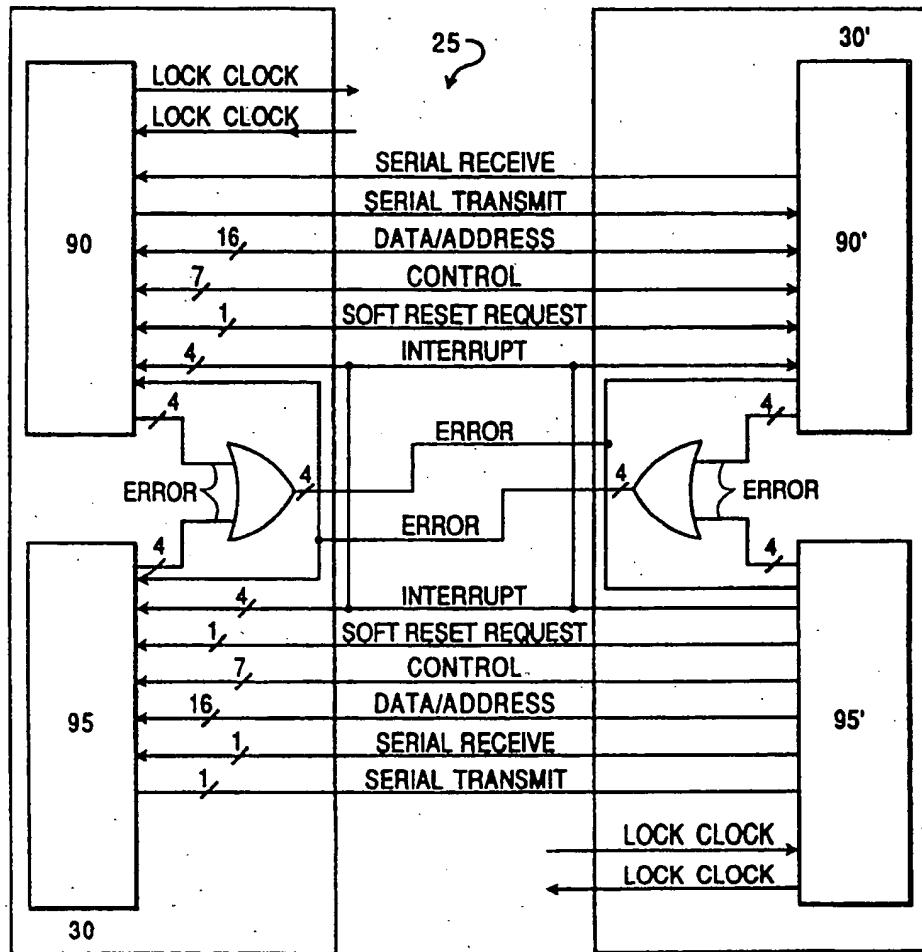 25
30'
LOCK CLOCK
LOCK CLOCK
SERIAL RECEIVE
SERIAL TRANSMIT
90
90'
16 DATA/ADDRESS
7 CONTROL
1 SOFT RESET REQUEST
4 INTERRUPT
4
4
ERROR
ERROR
4
4
ERROR
ERROR
4
4
4 INTERRUPT
1 SOFT RESET REQUEST
7 CONTROL
95
95'
16 DATA/ADDRESS
1 SERIAL RECEIVE
1 SERIAL TRANSMIT
LOCK CLOCK
LOCK CLOCK
30